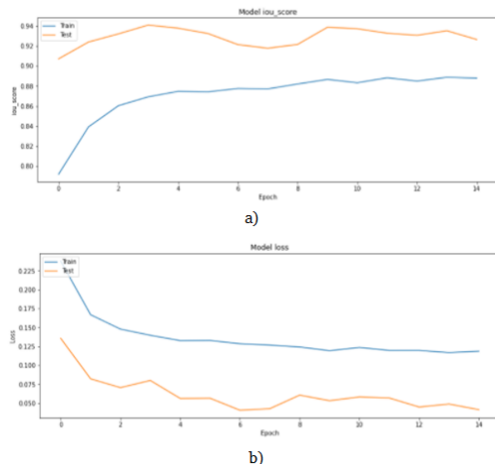 Model iou_score
Train
Test
iou_score
0.94
0.92
0.90
0.88
0.86
0.84
0.82
0.80
0 2 4 6 8 10 12 14
Epoch
a)
Model loss
Train
Test
Loss
0.225
0.200
0.175
0.150
0.125
0.100
0.075
0.050
0 2 4 6 8 10 12 14
Epoch
b)